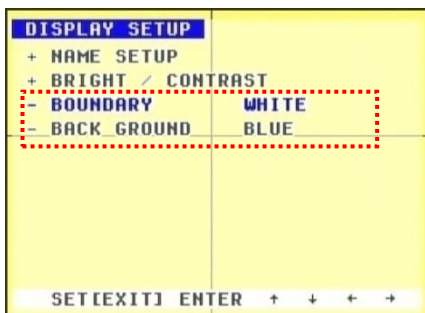 DISPLAY SETUP
+ NAME SETUP
+ BRIGHT / CONTRAST
- BOUNDARY WHITE
- BACK GROUND BLUE
SET[EXIT] ENTER ↑ ↓ ← →